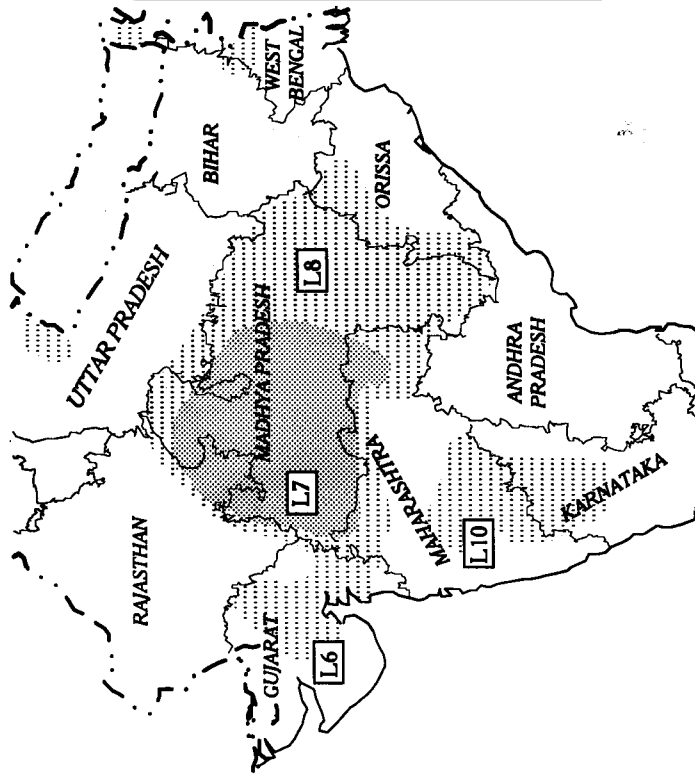 WEST
BENGAL
BIHAR
ORISSA
UTTAR PRADESH
L8
MADHYA PRADESH
ANDHRA
PRADESH
RAJASTHAN
L7
MAHARASHTRA
KARNATAKA
L10
GUJARAT
L6